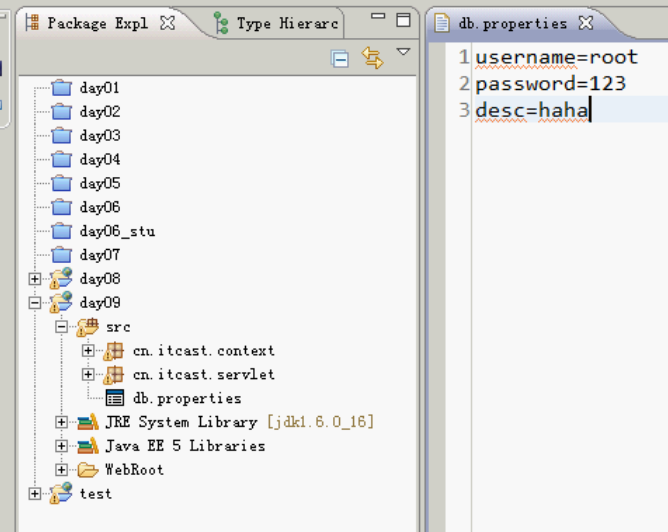 Package Expl
Type Hierarc
day01
day02
day03
day04
day05
day06
day06_stu
day07
day08
day09
src
cn.itcast.context
cn.itcast.servlet
db.properties
JRE System Library [jdk1.6.0_16]
Java EE 5 Libraries
WebRoot
test
db.properties
1 username=root
2 password=123
3 desc=haha